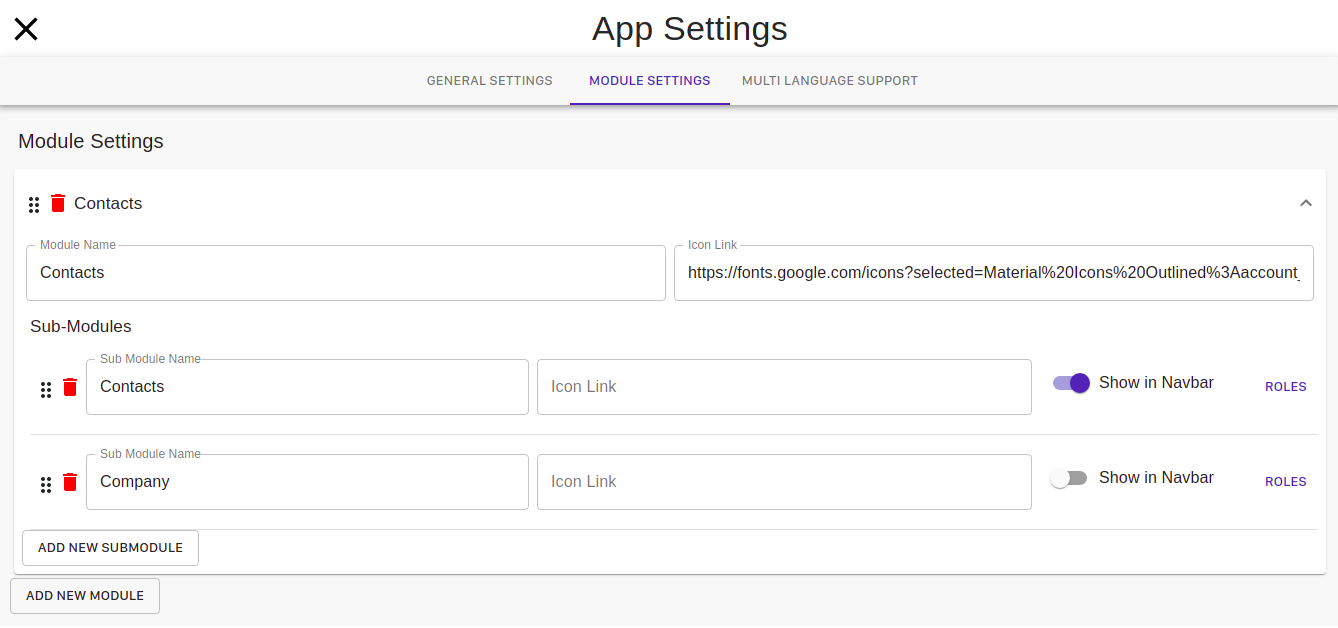 App Settings
GENERAL SETTINGS MODULE SETTINGS MULTI LANGUAGE SUPPORT
Module Settings
Contacts
Module Name Icon Link
Contacts https://fonts.google.com/icons?selected=Material%20Icons%20Outlined%3Aaccount_
Sub-Modules
Sub Module Name
Contacts Icon Link Show in Navbar ROLES
Sub Module Name
Company Icon Link Show in Navbar ROLES
ADD NEW SUBMODULE
ADD NEW MODULE